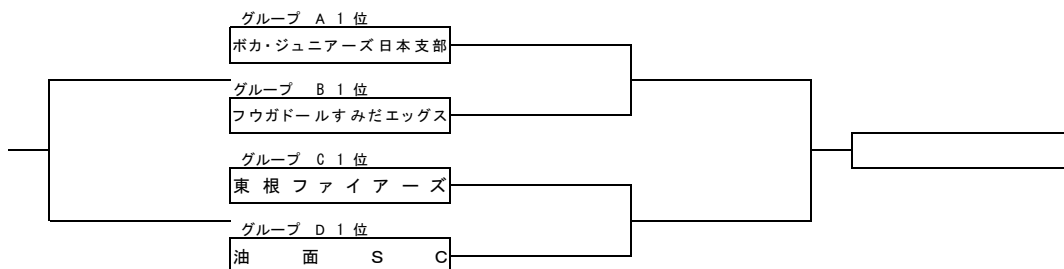 グループ A 1 位
ボカ・ジュニアーズ日本支部
グループ B 1 位
フウガドールすみだエッグス
グループ C 1 位
東根ファイアーズ
グループ D 1 位
油面SC